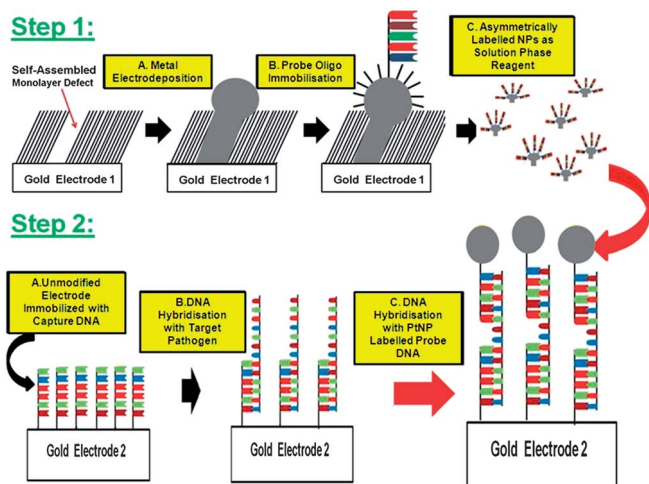 Step 1:
Self-Assembled
Monolayer Defect
A. Metal
Electrodeposition
B. Probe Oligo
Immobilisation
C. Asymmetrically
Labelled NPs as
Solution Phase
Reagent
Gold Electrode 1
Gold Electrode 1
Gold Electrode 1
Step 2:
A.Unmodified
Electrode
Immobilized with
Capture DNA
B.DNA
Hybridisation
with Target
Pathogen
C. DNA
Hybridisation
with PtNP
Labelled Probe
DNA
Gold Electrode 2
Gold Electrode 2
Gold Electrode 2